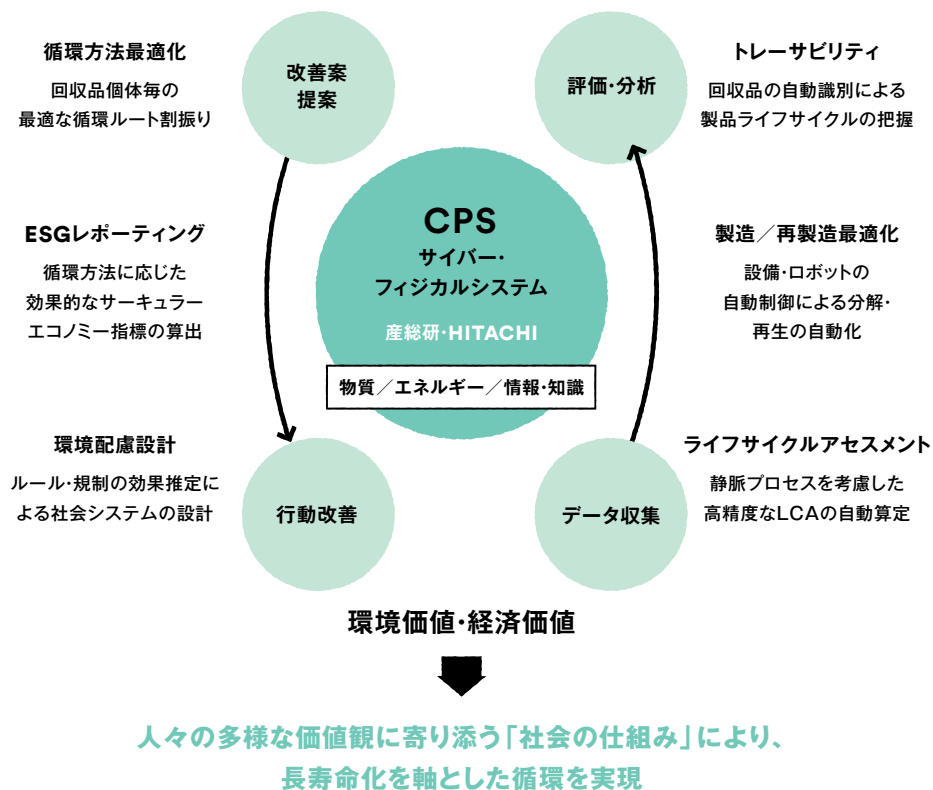 循環方法最適化
回収品個体毎の
最適な循環ルート割振り
改善案
提案
評価・分析
トレーサビリティ
回収品の自動識別による
製品ライフサイクルの把握
ESGレポーティング
循環方法に応じた
効果的なサーキュラー
エコノミー指標の算出
CPS
サイバー・
フィジカルシステム
産総研・HITACHI
物質／エネルギー／情報・知識
製造／再製造最適化
設備・ロボットの
自動制御による分解・
再生の自動化
環境配慮設計
ルール・規制の効果推定に
よる社会システムの設計
行動改善
データ収集
ライフサイクルアセスメント
静脈プロセスを考慮した
高精度なLCAの自動算定
環境価値・経済価値
人々の多様な価値観に寄り添う「社会の仕組み」により、
長寿命化を軸とした循環を実現